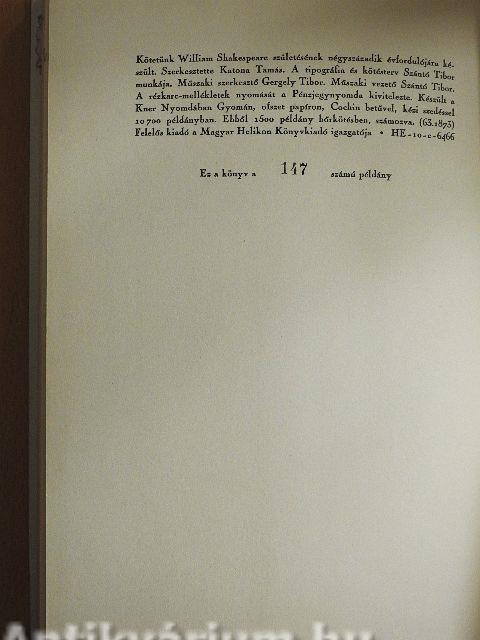 Kötetünk William Shakespeare születésének négyszázadik évfordulójára ké-
szült. Szerkesztette Katona Tamás. A tipográfia és kötésterv Szántó Tibor
munkája. Műszaki szerkesztő Gergely Tibor. Műszaki vezető Szántó Tibor.
A rézkarc-mellékletek nyomását a Pénzjegynyomda kivitelezte. Készült a
Kner Nyomdában Gyomán, ofszet papíron, Cochin betűvel, kézi szedéssel
10 700 példányban. Ebből 1500 példány bőrkötésben, számozva. (63.1873)
Felelős kiadó a Magyar Helikon Könyvkiadó igazgatója • HE-10-c-6466
Ez a könyv a 147 számú példány
Antikvárium.hu